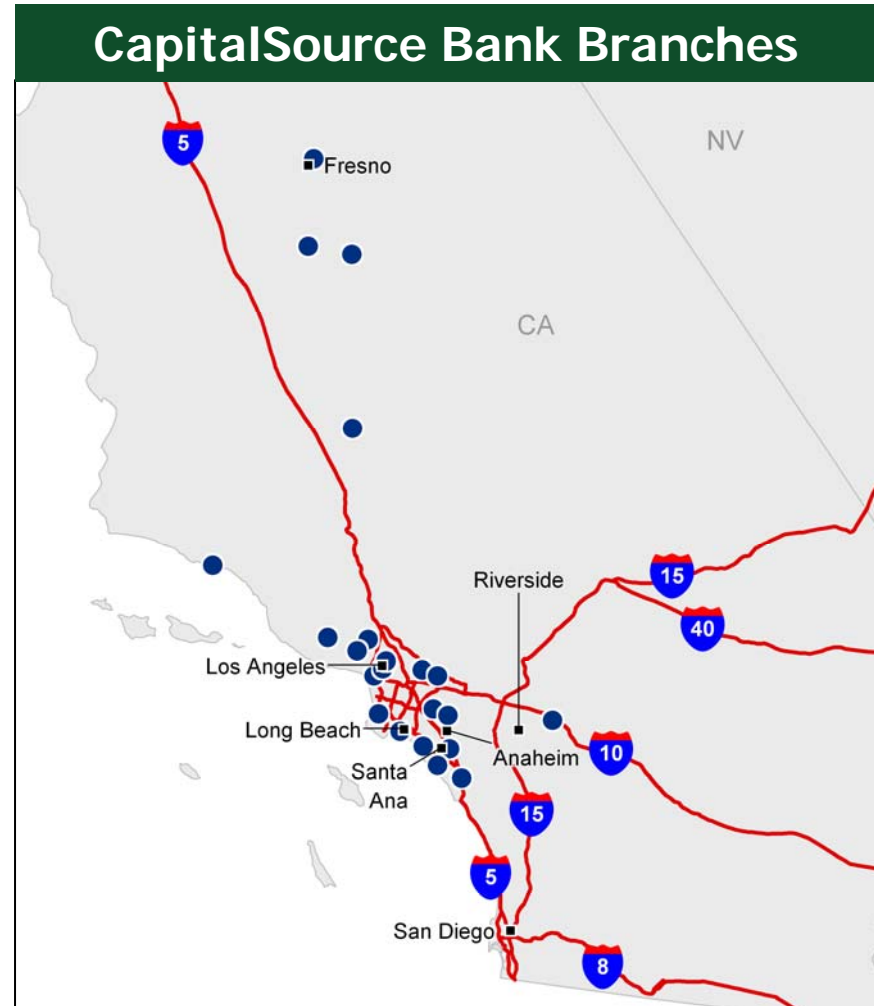 CapitalSource Bank Branches
5
NV
Fresno
CA
Riverside
15
40
Los Angeles
Long Beach
Anaheim
10
Santa
Ana
15
5
San Diego
8